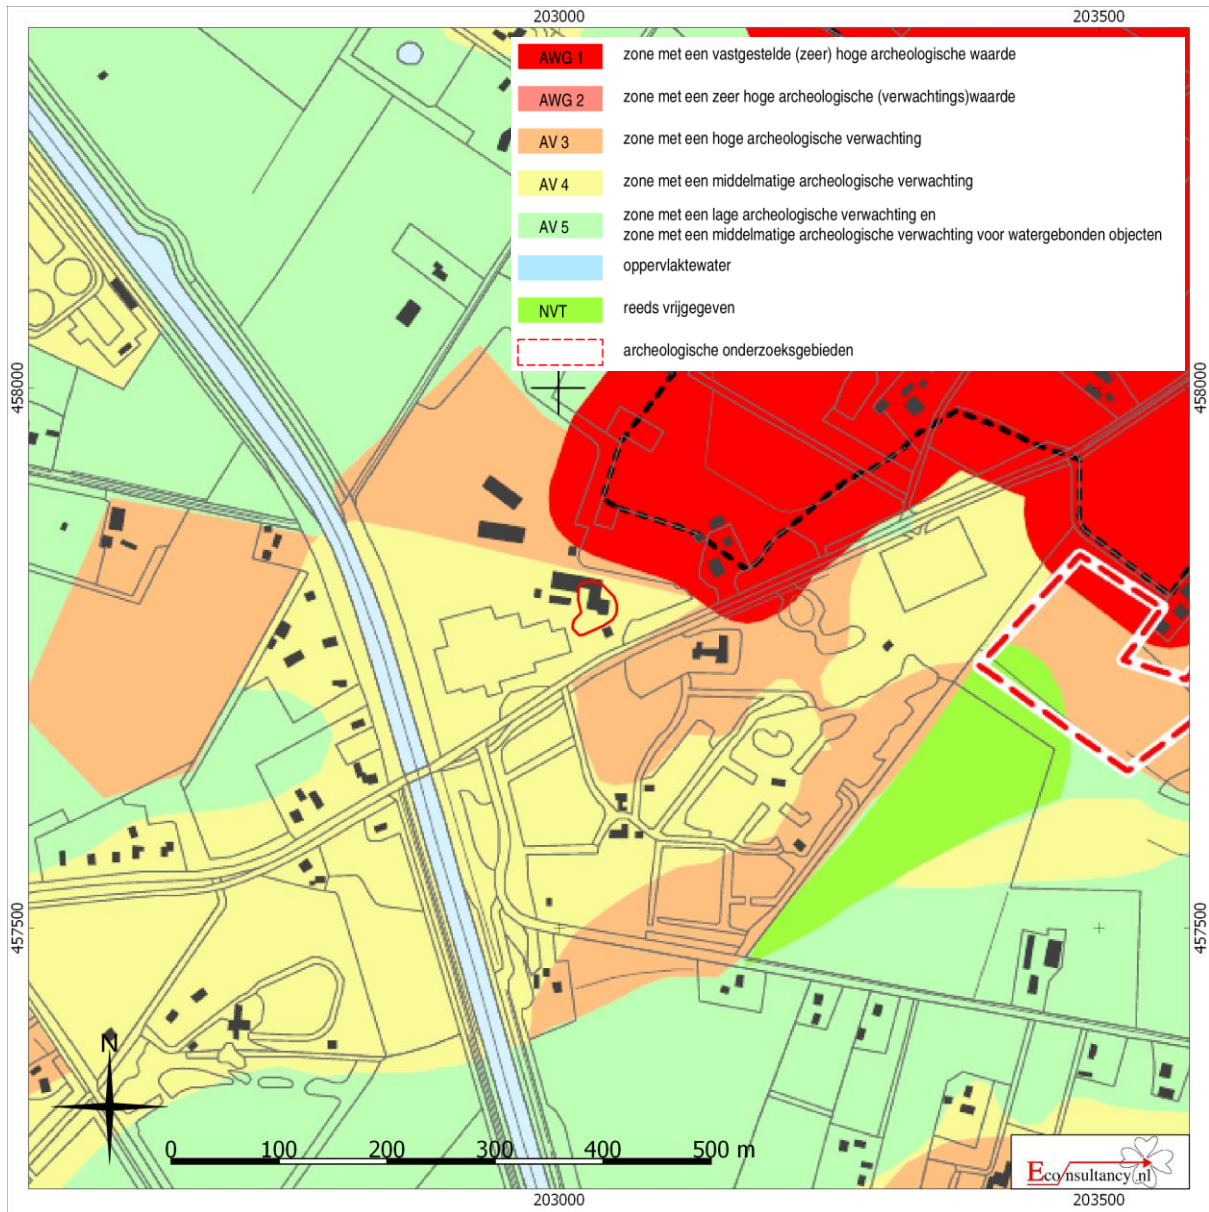 203000
203500
AWG 1 zone met een vastgestelde (zeer) hoge archeologische waarde
AWG 2 zone met een zeer hoge archeologische (verwachtings)waarde
AV 3 zone met een hoge archeologische verwachting
AV 4 zone met een middelmatige archeologische verwachting
AV 5 zone met een lage archeologische verwachting en
zone met een middelmatige archeologische verwachting voor watergebonden objecten
oppervlaktewater
NVT reeds vrijgegeven
archeologische onderzoeksgebieden
458000
458000
457500
457500
N
0 100 200 300 400 500 m
Econsultancy.nl
203000
203500